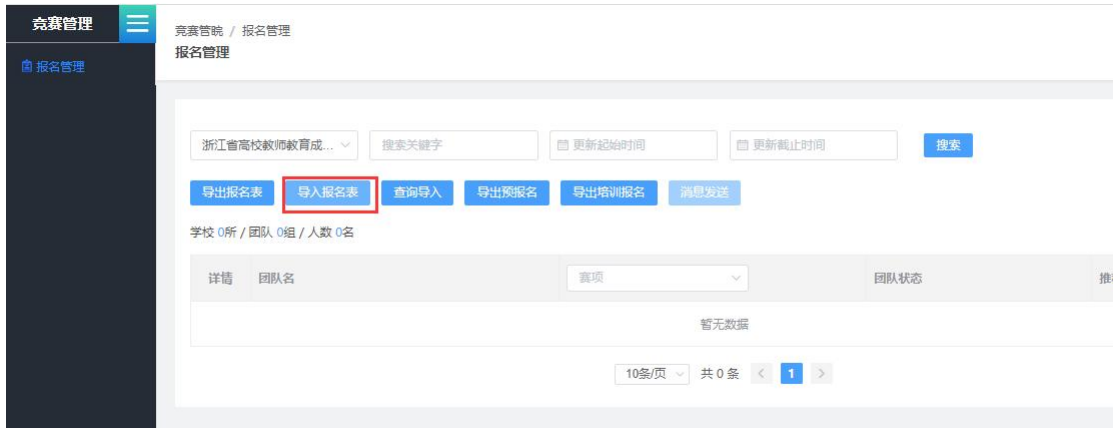 竞赛管理
报名管理
竞赛管院 / 报名管理
报名管理
浙江省高校教师教育成...
搜索关键字
更新起始时间
更新截止时间
搜索
导出报名表
导入报名表
查询导入
导出预报名
导出培训报名
消息发送
学校 0所 / 团队 0组 / 人数 0名
详情
团队名
赛项
团队状态
暂无数据
10条/页
共 0 条
1